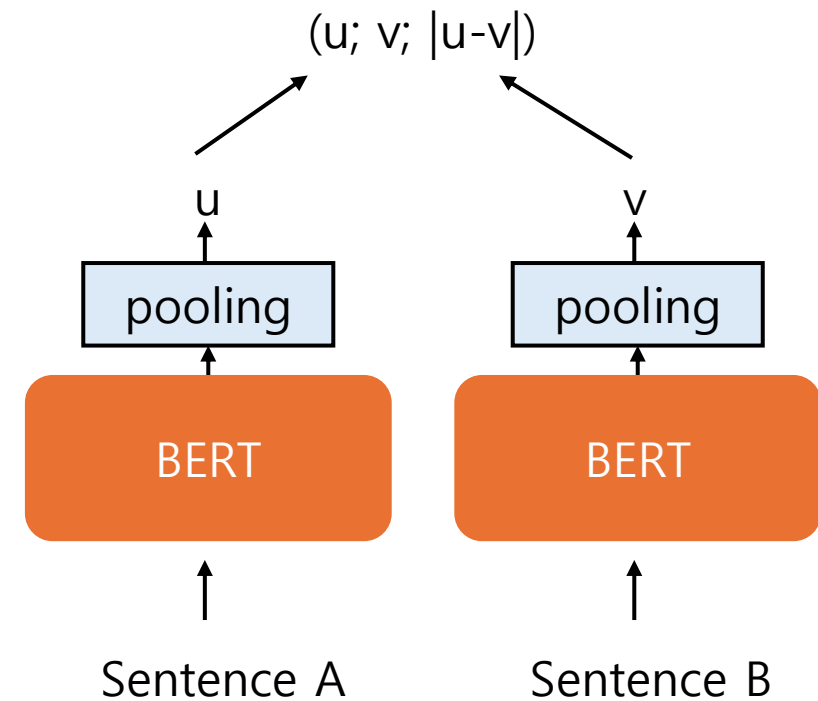 (u; v; |u-v|)
u
v
pooling
pooling
BERT
BERT
Sentence A
Sentence B